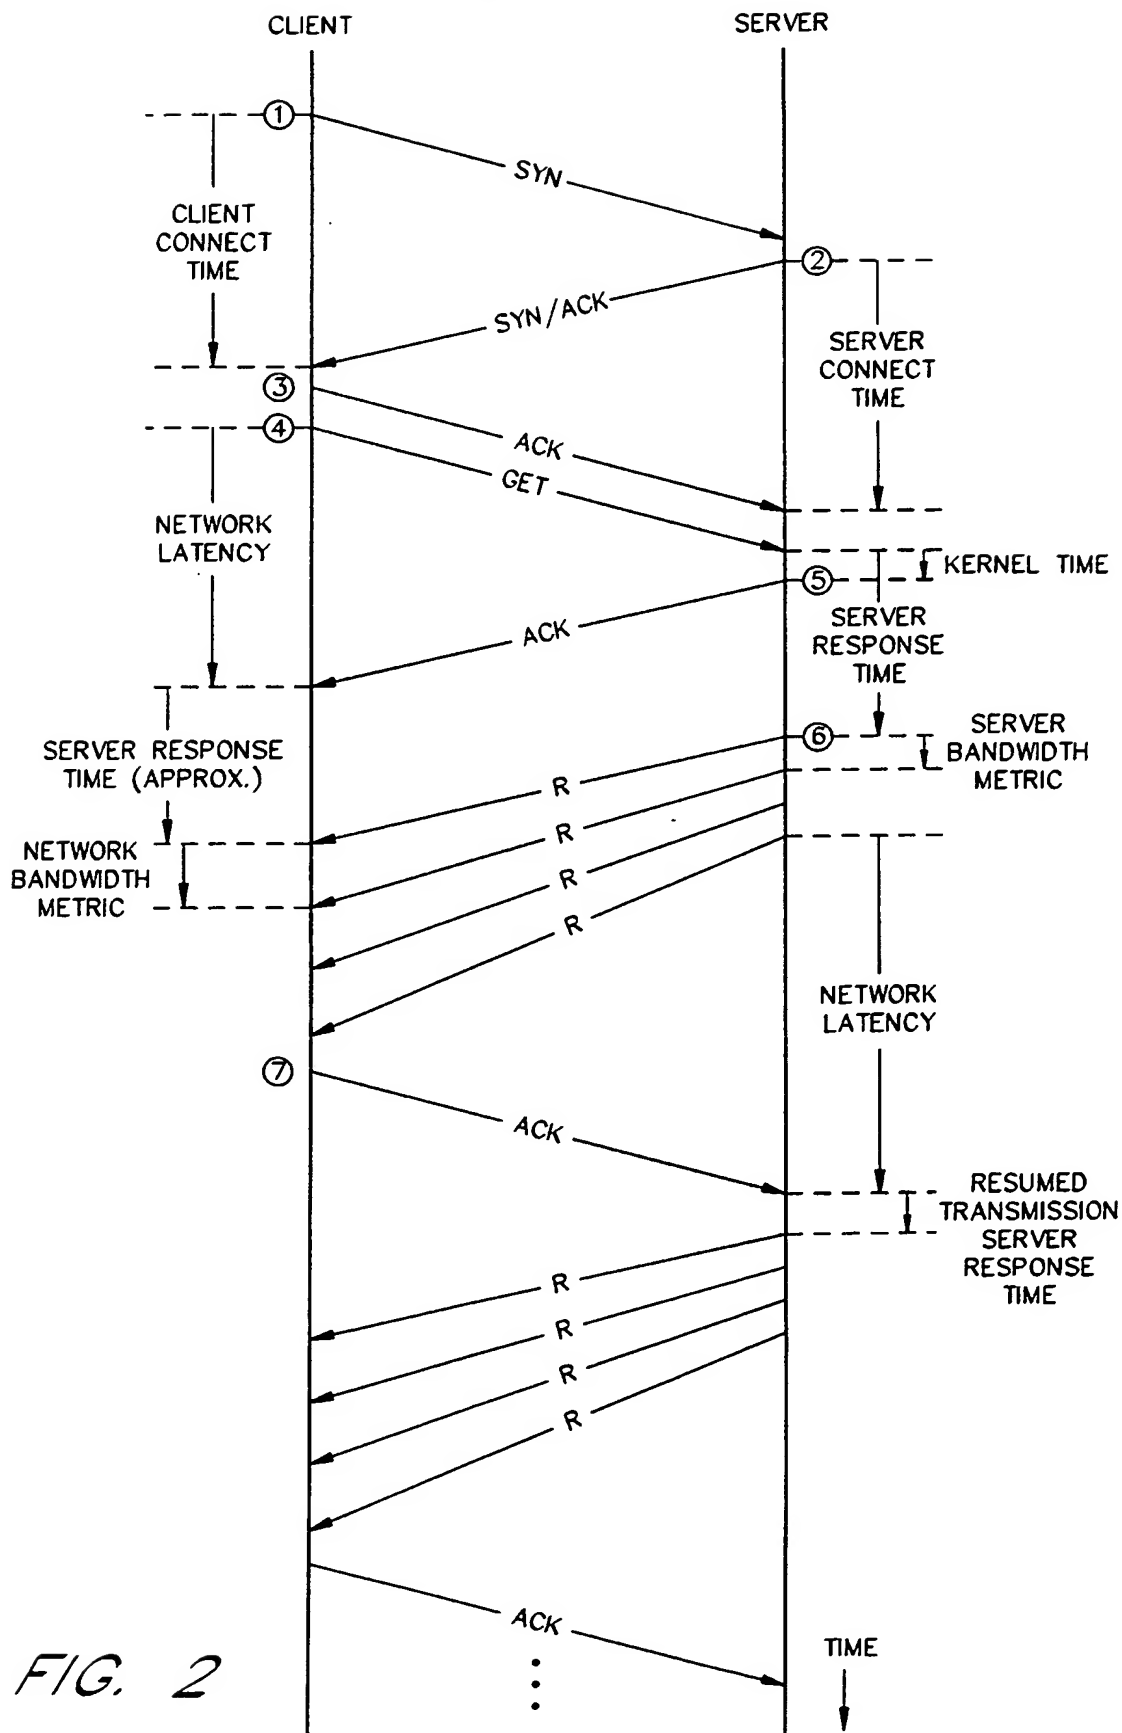 CLIENT
SERVER
①
SYN
CLIENT
CONNECT
TIME
②
SYN/ACK
SERVER
CONNECT
TIME
③
④
ACK
GET
NETWORK
LATENCY
KERNEL TIME
⑤
ACK
SERVER
RESPONSE
TIME
⑥
SERVER
BANDWIDTH
METRIC
SERVER RESPONSE
TIME (APPROX.)
R
R
R
R
NETWORK
BANDWIDTH
METRIC
NETWORK
LATENCY
⑦
ACK
RESUMED
TRANSMISSION
SERVER
RESPONSE
TIME
R
R
R
R
ACK
TIME
FIG. 2